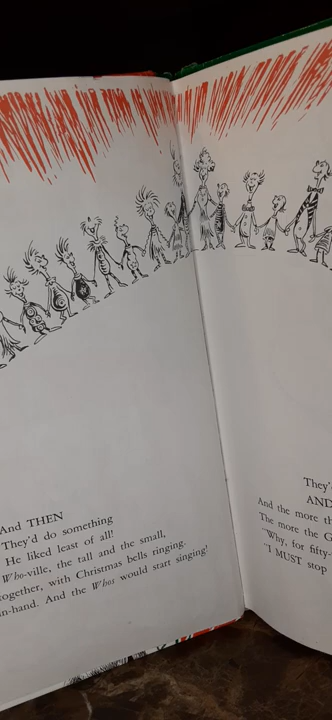 And THEN
They'd do something
He liked least of all!
Who-ville, the tall and the small,
together, with Christmas bells ringing.
in-hand. And the Whos would start singing!
They'
AND
And the more th
The more the G
"Why, for fifty-
"I MUST stop